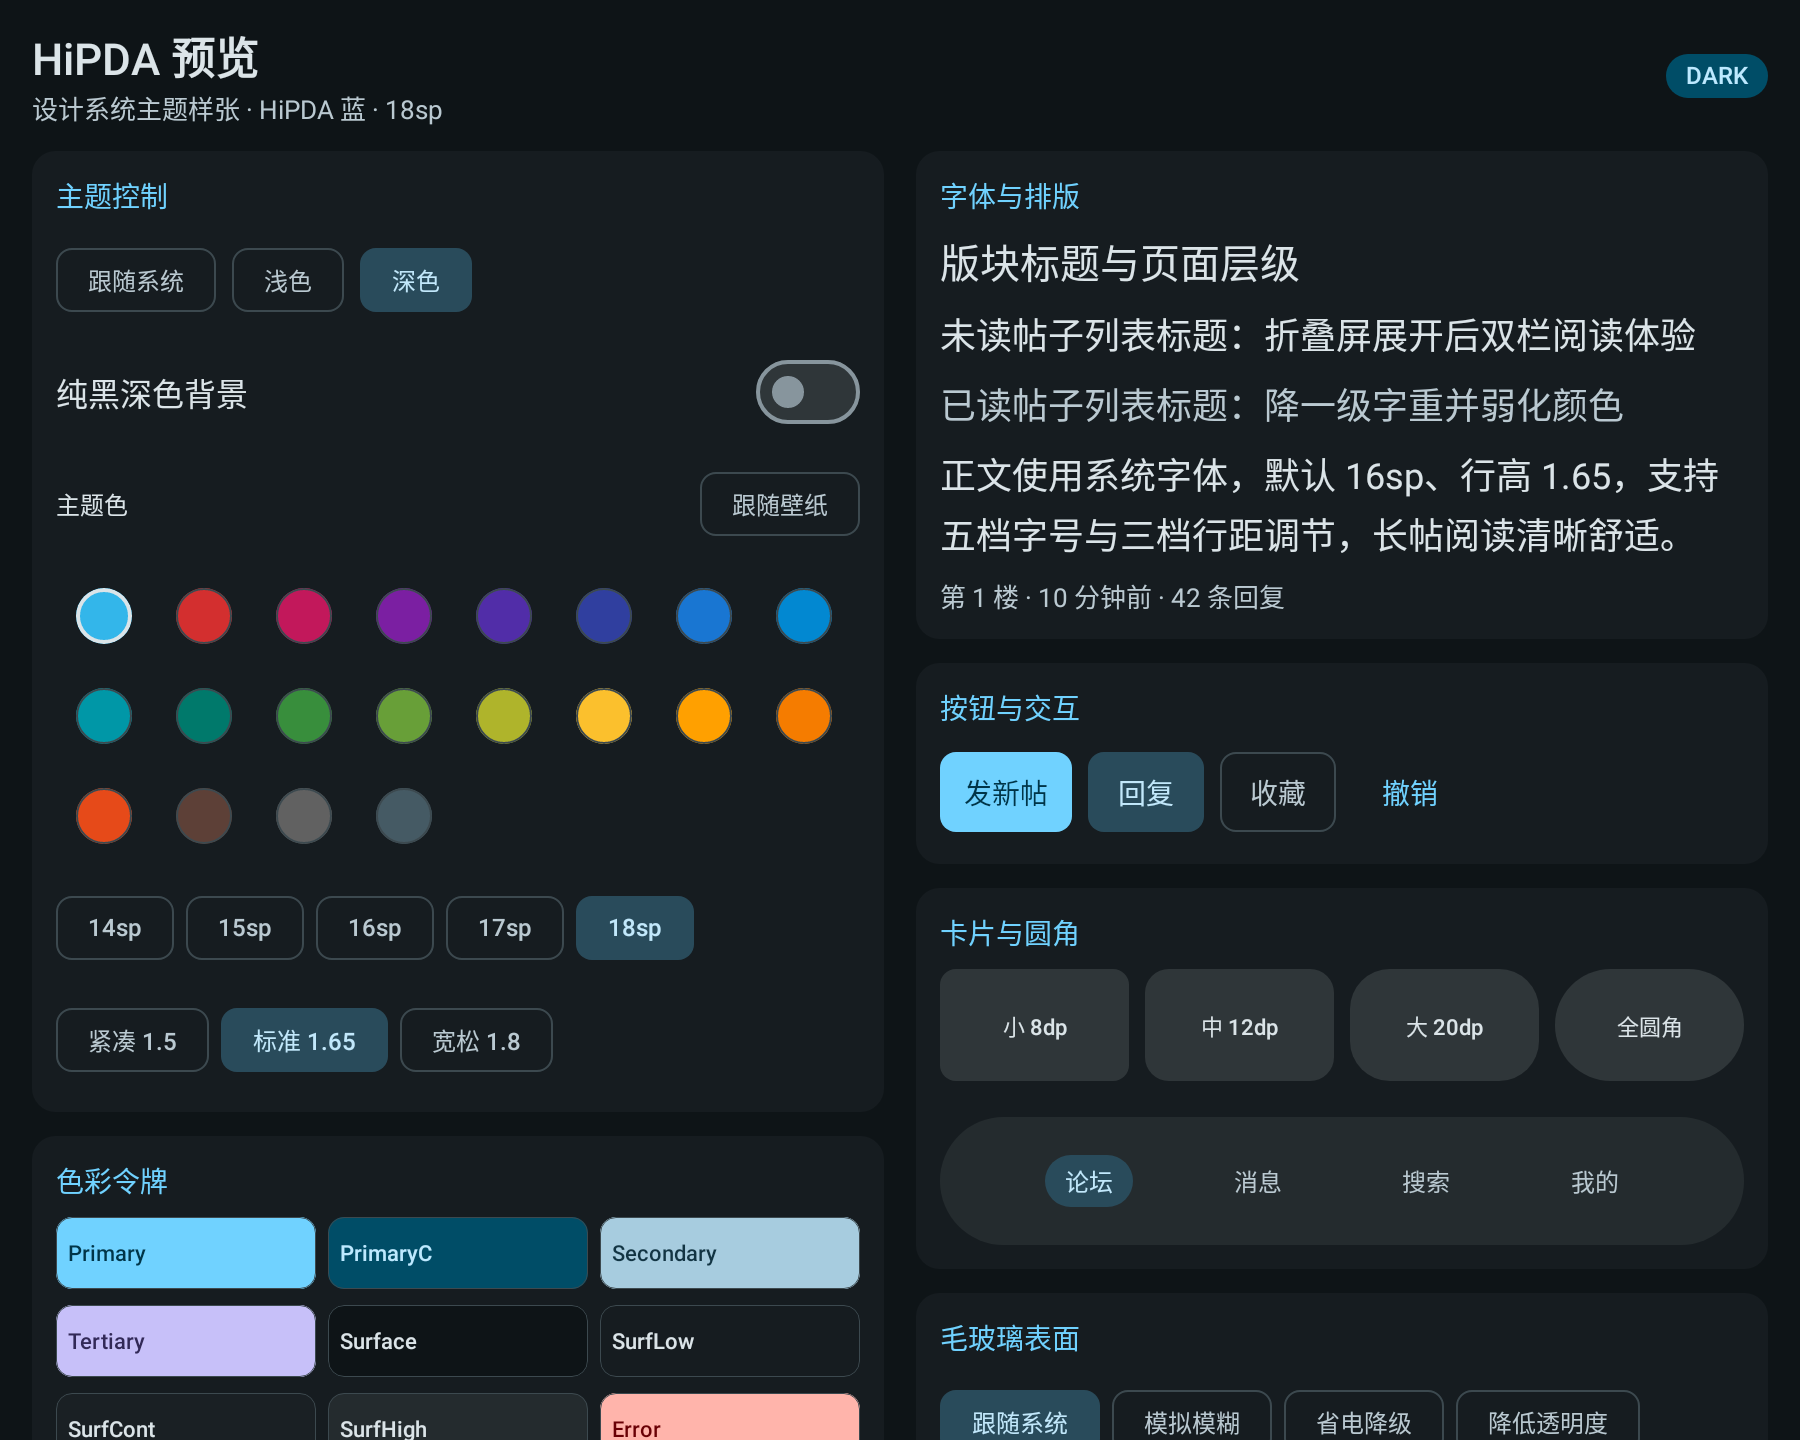 HiPDA 预览
设计系统主题样张 · HiPDA 蓝 · 18sp
DARK
主题控制
跟随系统 浅色 深色
纯黑深色背景
主题色 跟随壁纸
14sp 15sp 16sp 17sp 18sp
紧凑 1.5 标准 1.65 宽松 1.8
色彩令牌
Primary PrimaryC Secondary
Tertiary Surface SurfLow
SurfCont SurfHigh Error
字体与排版
版块标题与页面层级
未读帖子列表标题：折叠屏展开后双栏阅读体验
已读帖子列表标题：降一级字重并弱化颜色
正文使用系统字体，默认 16sp、行高 1.65，支持
五档字号与三档行距调节，长帖阅读清晰舒适。
第 1 楼 · 10 分钟前 · 42 条回复
按钮与交互
发新帖 回复 收藏 撤销
卡片与圆角
小 8dp 中 12dp 大 20dp 全圆角
论坛 消息 搜索 我的
毛玻璃表面
跟随系统 模拟模糊 省电降级 降低透明度